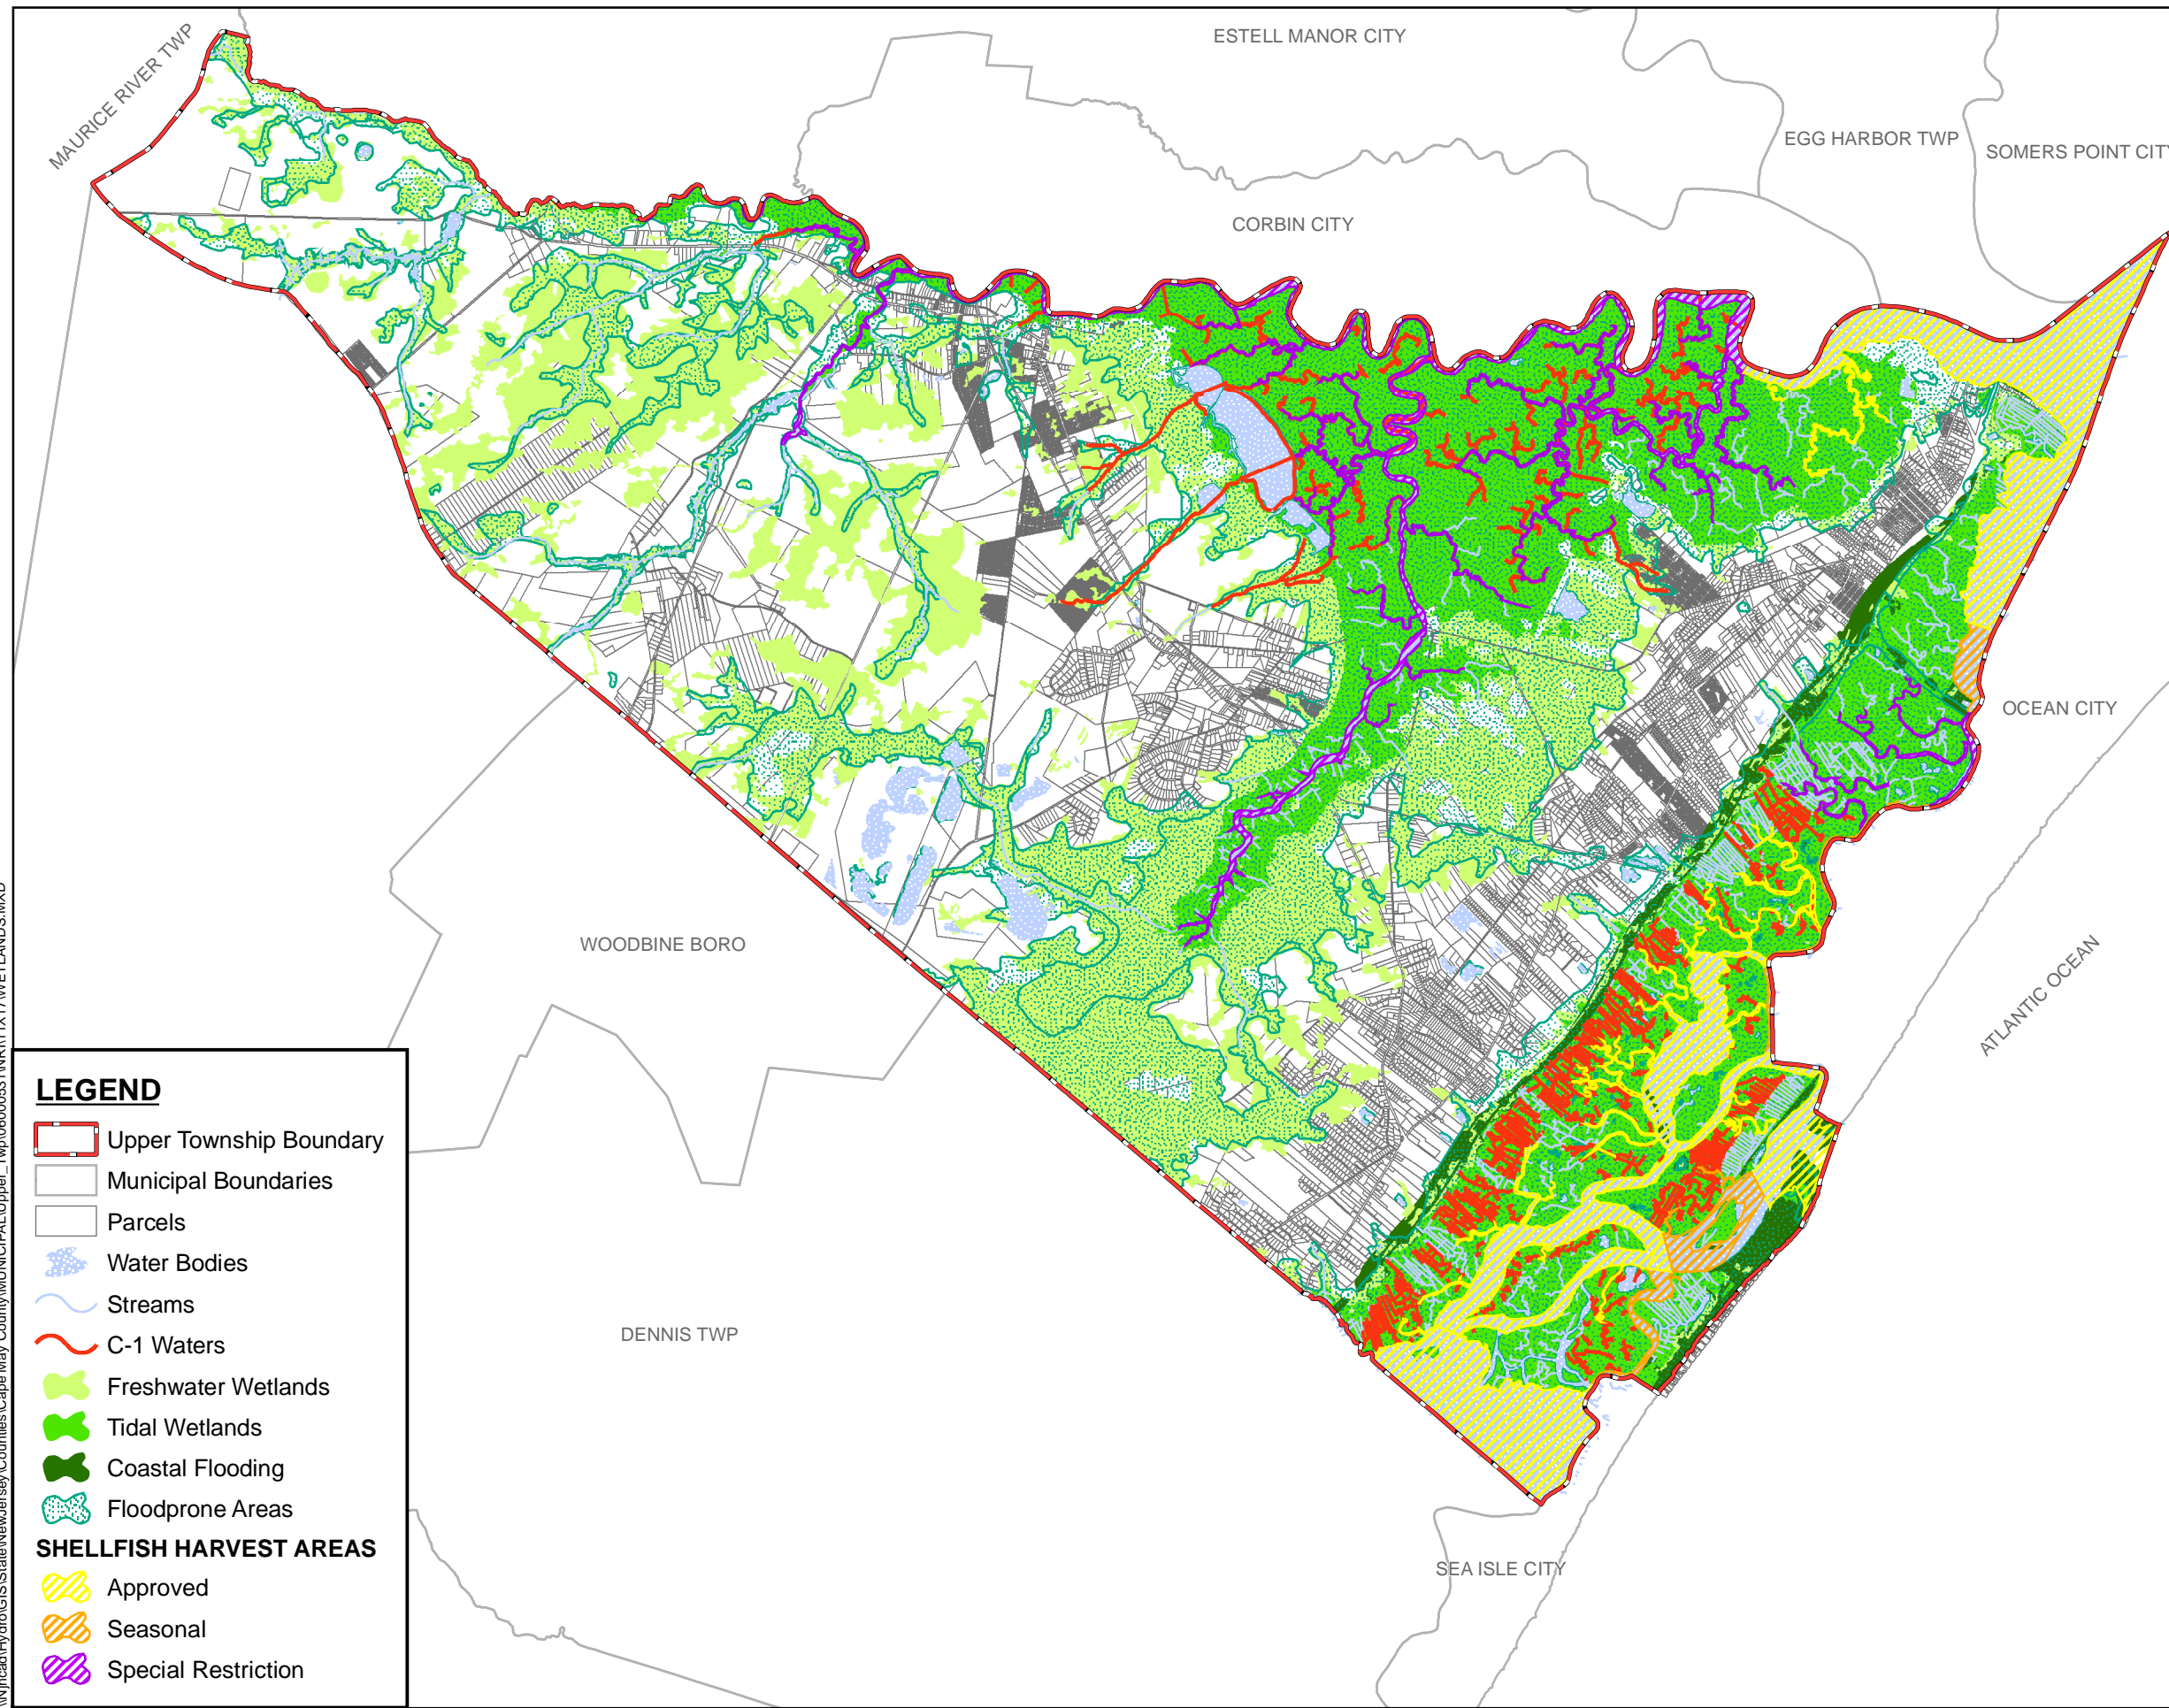 ESTELL MANOR CITY
MAURICE RIVER TWP
EGG HARBOR TWP
SOMERS POINT CITY
CORBIN CITY
OCEAN CITY
WOODBINE BORO
ATLANTIC OCEAN
DENNIS TWP
SEA ISLE CITY
LEGEND
Upper Township Boundary
Municipal Boundaries
Parcels
Water Bodies
Streams
C-1 Waters
Freshwater Wetlands
Tidal Wetlands
Coastal Flooding
Floodprone Areas
SHELLFISH HARVEST AREAS
Approved
Seasonal
Special Restriction